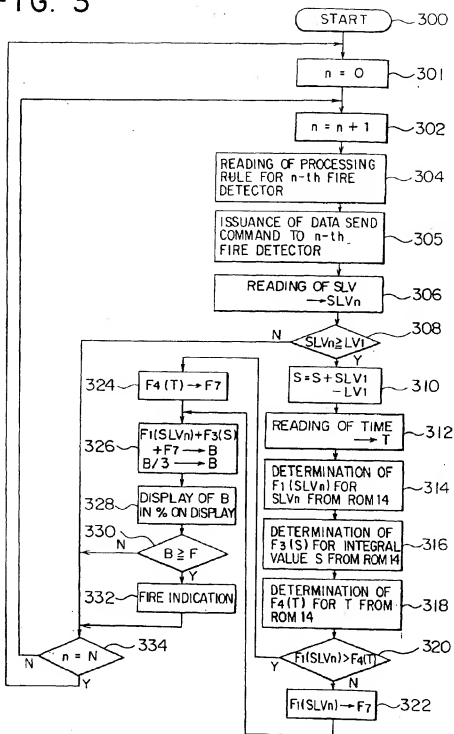 FIG. 3
START
300
n = 0
301
n = n + 1
302
READING OF PROCESSING
RULE FOR n-th FIRE
DETECTOR
304
ISSUANCE OF DATA SEND
COMMAND TO n-th
FIRE DETECTOR
305
READING OF SLV
→SLVn
306
SLVn≧LV1
308
N
Y
S=S+SLV1
-LV1
310
READING OF TIME
→ T
312
DETERMINATION OF
F1(SLVn) FOR
SLVn FROM ROM14
314
DETERMINATION OF
F3(S) FOR INTEGRAL
VALUE S FROM ROM14
316
DETERMINATION OF
F4(T) FOR T FROM
ROM 14
318
F1(SLVn)>F4(T)
320
Y
N
F1(SLVn)→F7
322
324
F4(T)→F7
326
F1(SLVn)+F3(S)
+F7→B
B/3→B
328
DISPLAY OF B
IN % ON DISPLAY
330
B≧F
N
Y
332
FIRE INDICATION
n = N
334
N
Y